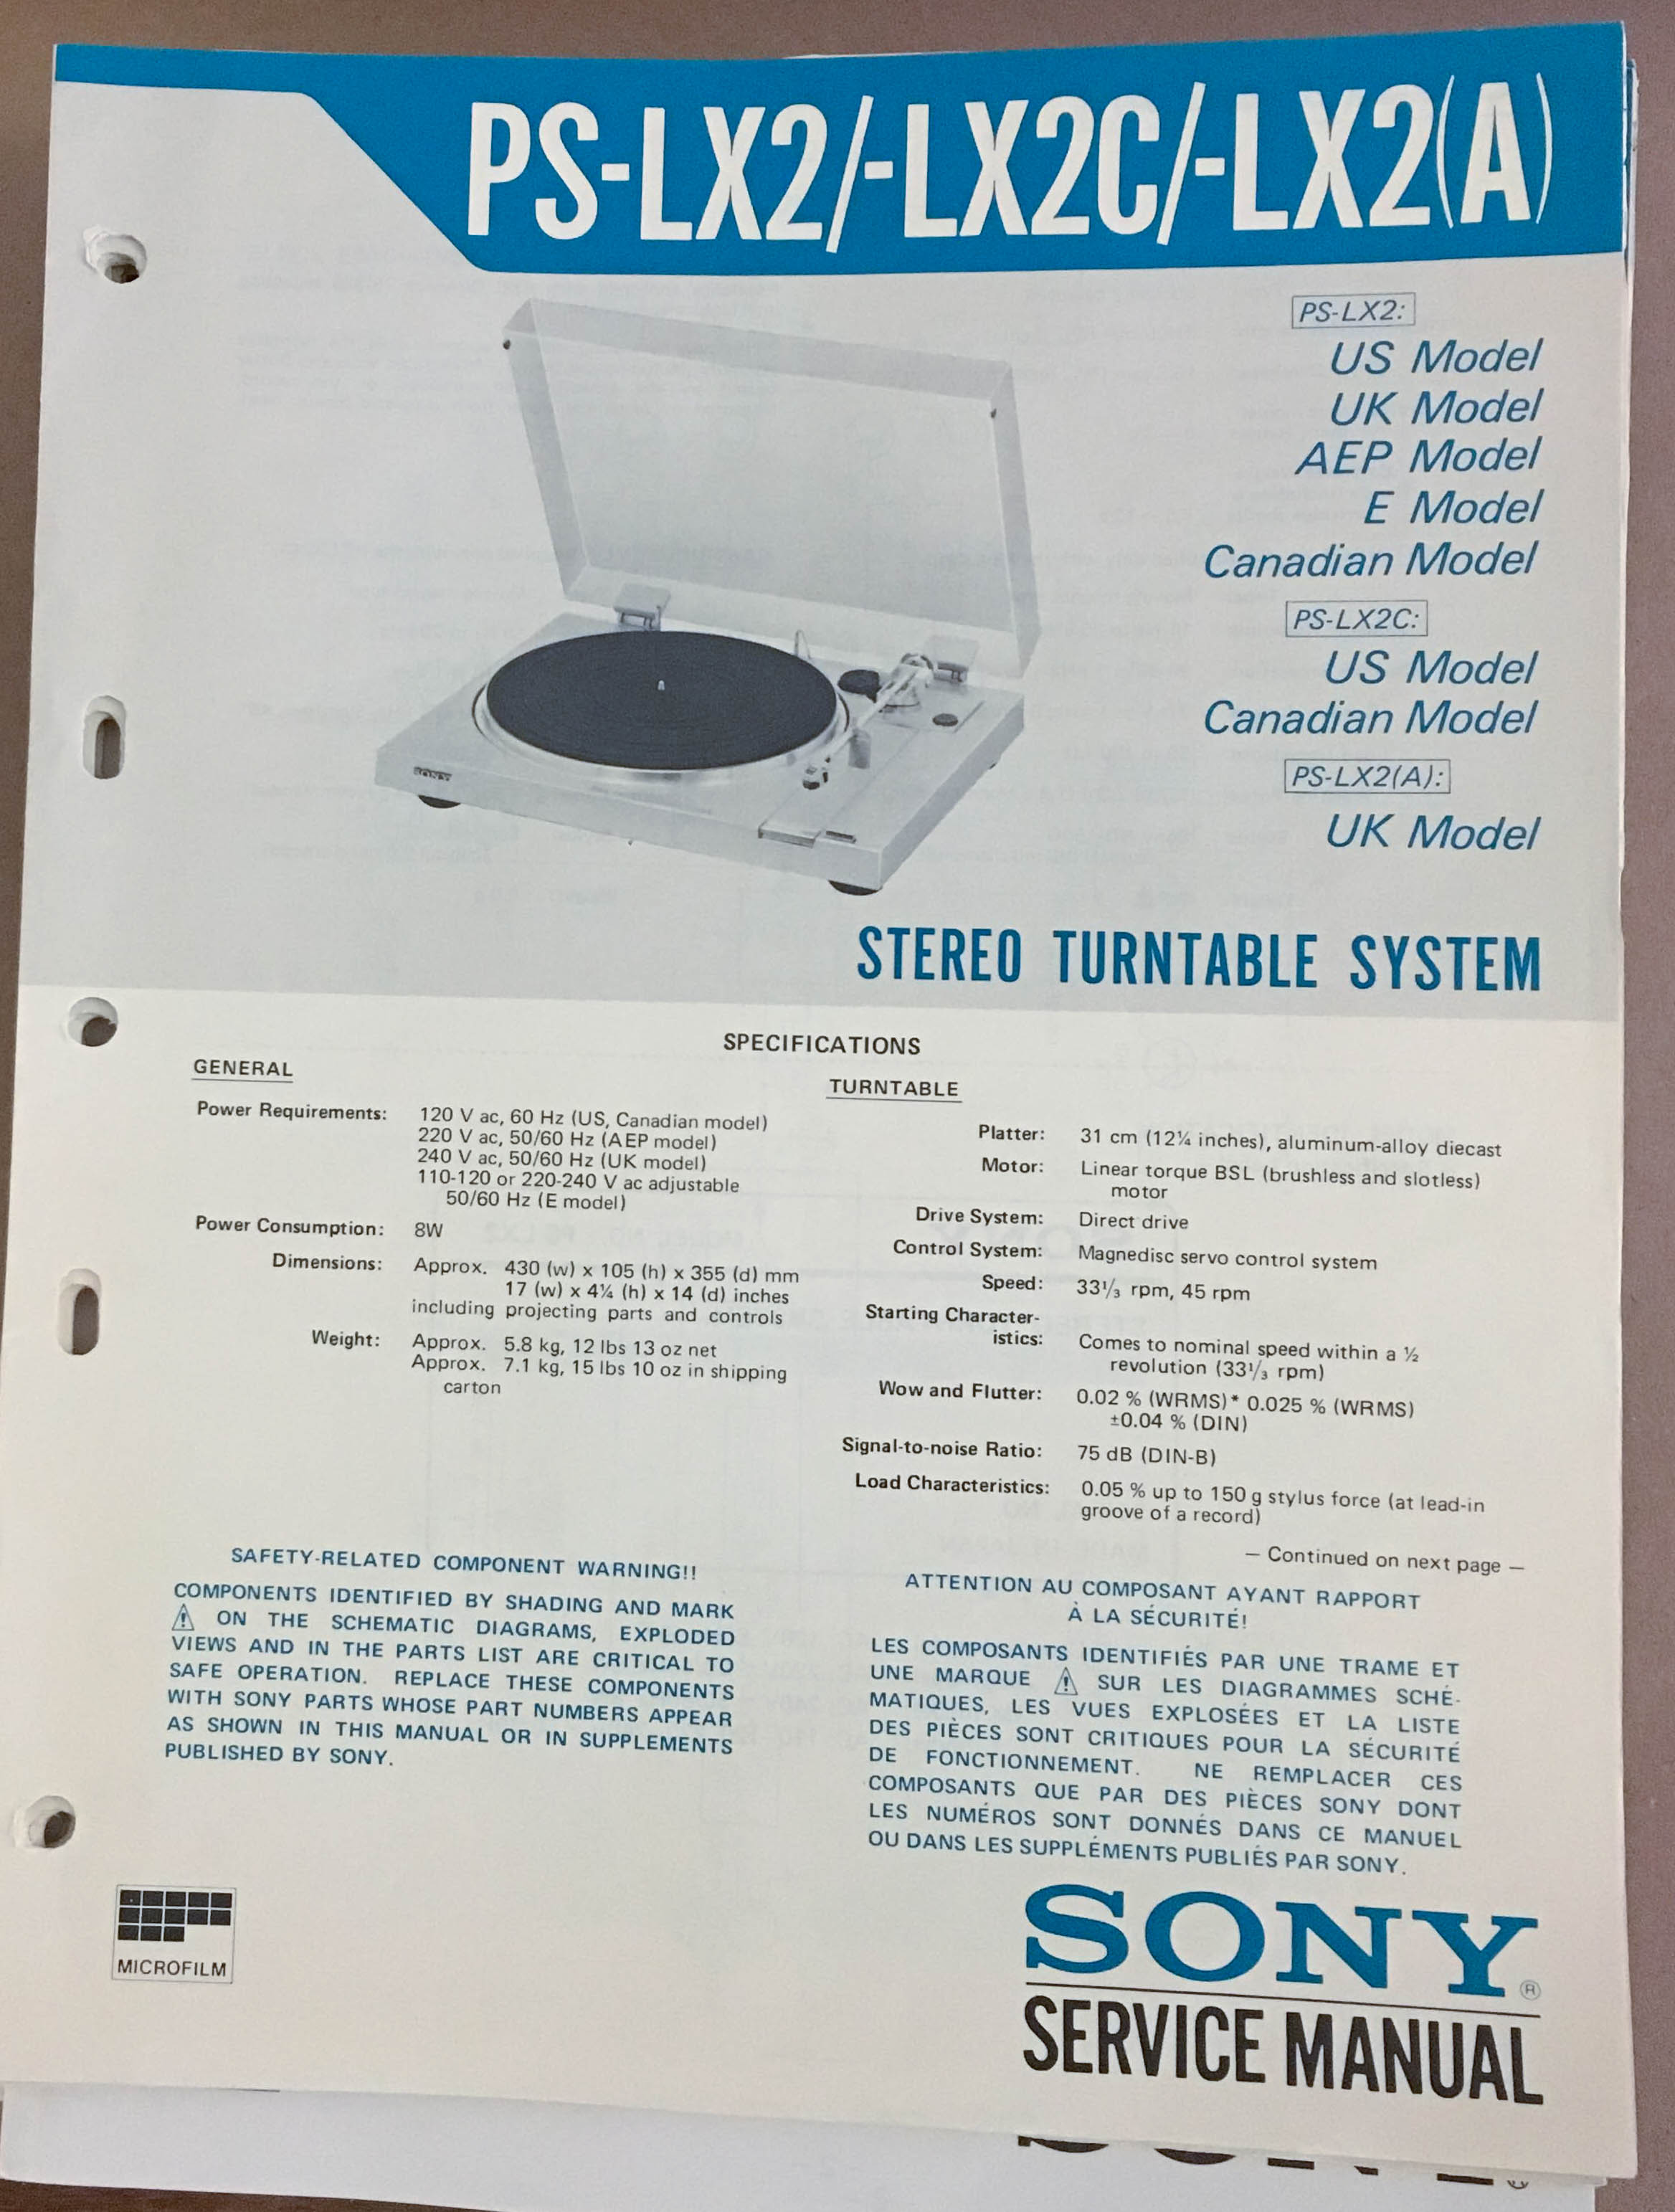 PS-LX2/-LX2C/-LX2(A)
PS-LX2:
US Model
UK Model
AEP Model
E Model
Canadian Model
PS-LX2C:
US Model
Canadian Model
PS-LX2(A):
UK Model
SONY
STEREO TURNTABLE SYSTEM
SPECIFICATIONS
GENERAL
Power Requirements: 120 V ac, 60 Hz (US, Canadian model)
220 V ac, 50/60 Hz (AEP model)
240 V ac, 50/60 Hz (UK model)
110-120 or 220-240 V ac adjustable
50/60 Hz (E model)
Power Consumption: 8W
Dimensions: Approx. 430 (w) x 105 (h) x 355 (d) mm
17 (w) x 4¼ (h) x 14 (d) inches
including projecting parts and controls
Weight: Approx. 5.8 kg, 12 lbs 13 oz net
Approx. 7.1 kg, 15 lbs 10 oz in shipping
carton
TURNTABLE
Platter: 31 cm (12¼ inches), aluminum-alloy diecast
Motor: Linear torque BSL (brushless and slotless)
motor
Drive System: Direct drive
Control System: Magnedisc servo control system
Speed: 33⅓ rpm, 45 rpm
Starting Character-
istics: Comes to nominal speed within a ½
revolution (33⅓ rpm)
Wow and Flutter: 0.02 % (WRMS)* 0.025 % (WRMS)
±0.04 % (DIN)
Signal-to-noise Ratio: 75 dB (DIN-B)
Load Characteristics: 0.05 % up to 150 g stylus force (at lead-in
groove of a record)
— Continued on next page —
SAFETY-RELATED COMPONENT WARNING!!
COMPONENTS IDENTIFIED BY SHADING AND MARK
⚠ ON THE SCHEMATIC DIAGRAMS, EXPLODED
VIEWS AND IN THE PARTS LIST ARE CRITICAL TO
SAFE OPERATION. REPLACE THESE COMPONENTS
WITH SONY PARTS WHOSE PART NUMBERS APPEAR
AS SHOWN IN THIS MANUAL OR IN SUPPLEMENTS
PUBLISHED BY SONY.
ATTENTION AU COMPOSANT AYANT RAPPORT
À LA SÉCURITÉ!
LES COMPOSANTS IDENTIFIÉS PAR UNE TRAME ET
UNE MARQUE ⚠ SUR LES DIAGRAMMES SCHÉ-
MATIQUES, LES VUES EXPLOSÉES ET LA LISTE
DES PIÈCES SONT CRITIQUES POUR LA SÉCURITÉ
DE FONCTIONNEMENT. NE REMPLACER CES
COMPOSANTS QUE PAR DES PIÈCES SONY DONT
LES NUMÉROS SONT DONNÉS DANS CE MANUEL
OU DANS LES SUPPLÉMENTS PUBLIÉS PAR SONY.
MICROFILM
SONY®
SERVICE MANUAL